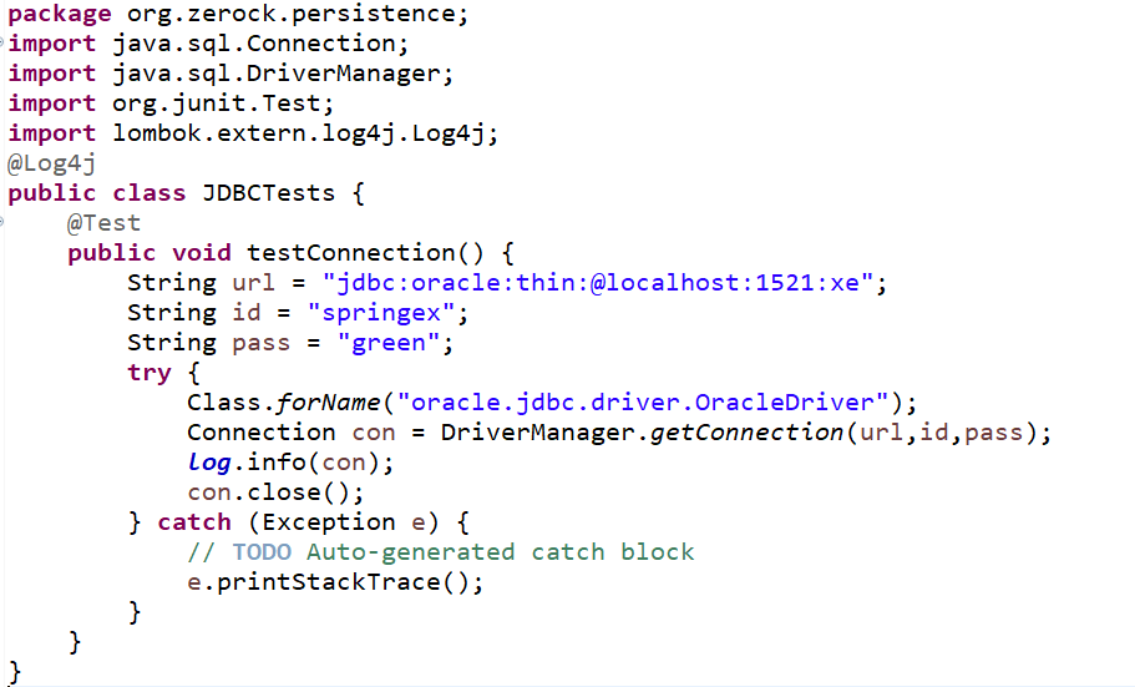 package org.zerock.persistence;
import java.sql.Connection;
import java.sql.DriverManager;
import org.junit.Test;
import lombok.extern.log4j.Log4j;
@Log4j
public class JDBCTests {
    @Test
    public void testConnection() {
        String url = "jdbc:oracle:thin:@localhost:1521:xe";
        String id = "springex";
        String pass = "green";
        try {
            Class.forName("oracle.jdbc.driver.OracleDriver");
            Connection con = DriverManager.getConnection(url,id,pass);
            log.info(con);
            con.close();
        } catch (Exception e) {
            // TODO Auto-generated catch block
            e.printStackTrace();
        }
    }
}